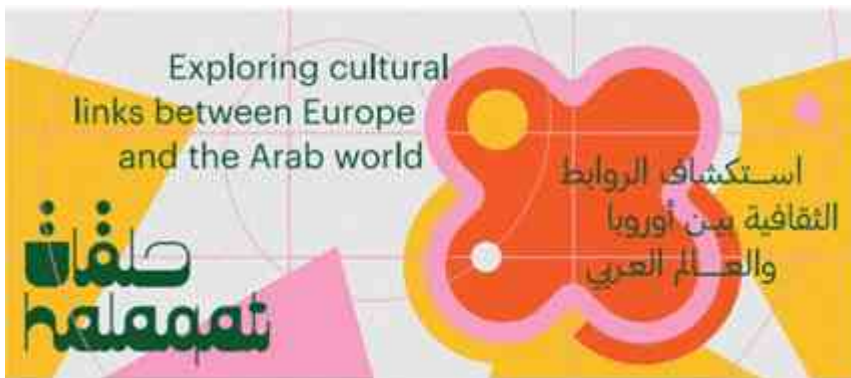 Exploring cultural
links between Europe
and the Arab world
استكشاف الروابط
الثقافية بين أوروبا
والعالم العربي
حلقات
halaqat